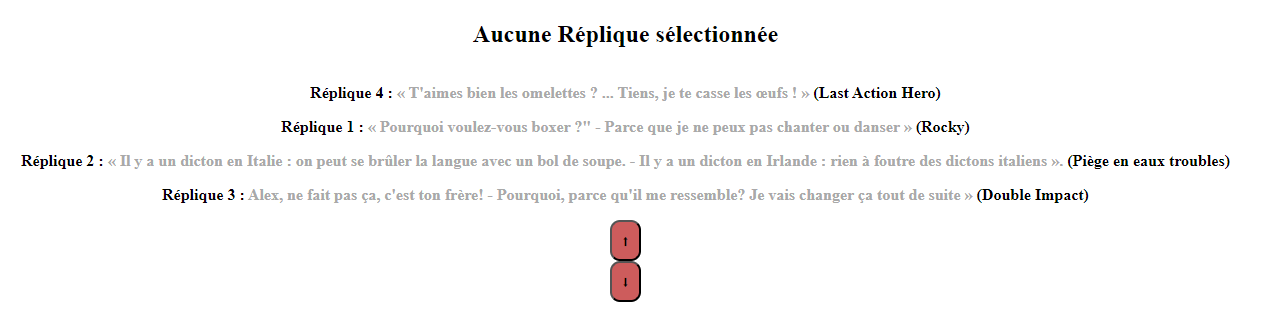 Aucune Réplique sélectionnée
Réplique 4 : « T'aimes bien les omelettes ? ... Tiens, je te casse les œufs ! » (Last Action Hero)
Réplique 1 : « Pourquoi voulez-vous boxer ?" - Parce que je ne peux pas chanter ou danser » (Rocky)
Réplique 2 : « Il y a un dicton en Italie : on peut se brûler la langue avec un bol de soupe. - Il y a un dicton en Irlande : rien à foutre des dictons italiens ». (Piège en eaux troubles)
Réplique 3 : Alex, ne fait pas ça, c'est ton frère! - Pourquoi, parce qu'il me ressemble? Je vais changer ça tout de suite » (Double Impact)
↑
↓